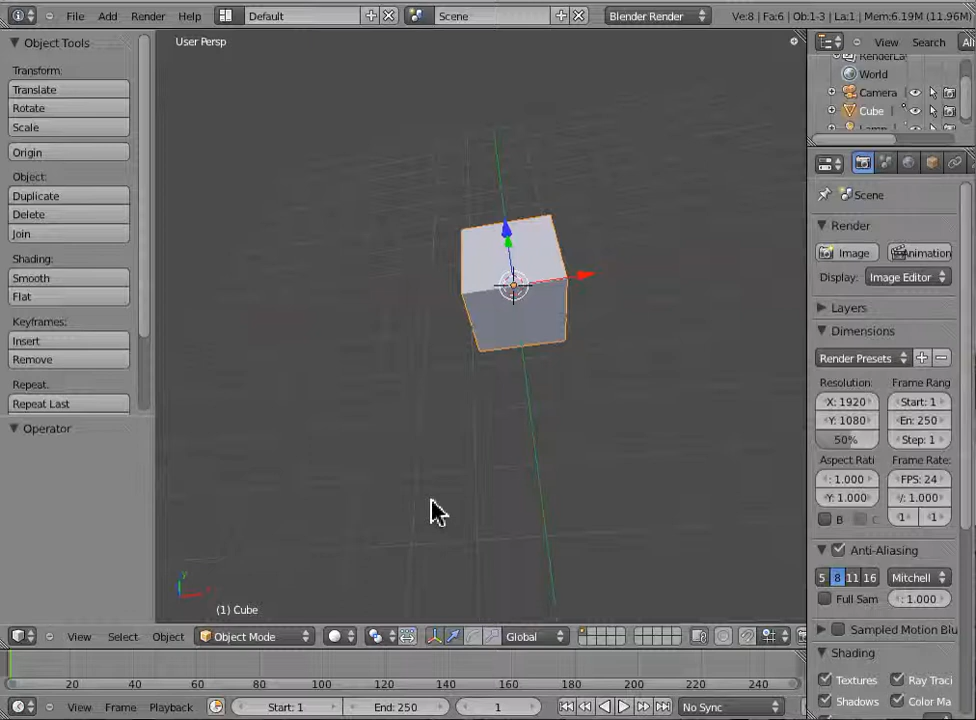 File Add Render Help Default Scene Blender Render Ve:8 | Fa:6 | Ob:1-3 | La:1 | Mem:6.19M (11.96M)
Object Tools
Transform:
Translate
Rotate
Scale
Origin
Object:
Duplicate
Delete
Join
Shading:
Smooth
Flat
Keyframes:
Insert
Remove
Repeat:
Repeat Last
Operator
User Persp
(1) Cube
View Search Al
RenderLa
World
Camera
Cube
Lamp
Scene
Render
Image Animation
Display: Image Editor
Layers
Dimensions
Render Presets
Resolution: Frame Rang
X: 1920 Start: 1
Y: 1080 En: 250
50% Step: 1
Aspect Rati Frame Rate:
: 1.000 FPS: 24
Y: 1.000 /: 1.000
B C 1 1
Anti-Aliasing
5 8 11 16 Mitchell
Full Sam : 1.000
Sampled Motion Blu
Shading
Textures Ray Traci
Shadows Color Ma
View Select Object Object Mode Global
20 40 60 80 100 120 140 160 180 200 220 240
View Frame Playback Start: 1 End: 250 1 No Sync